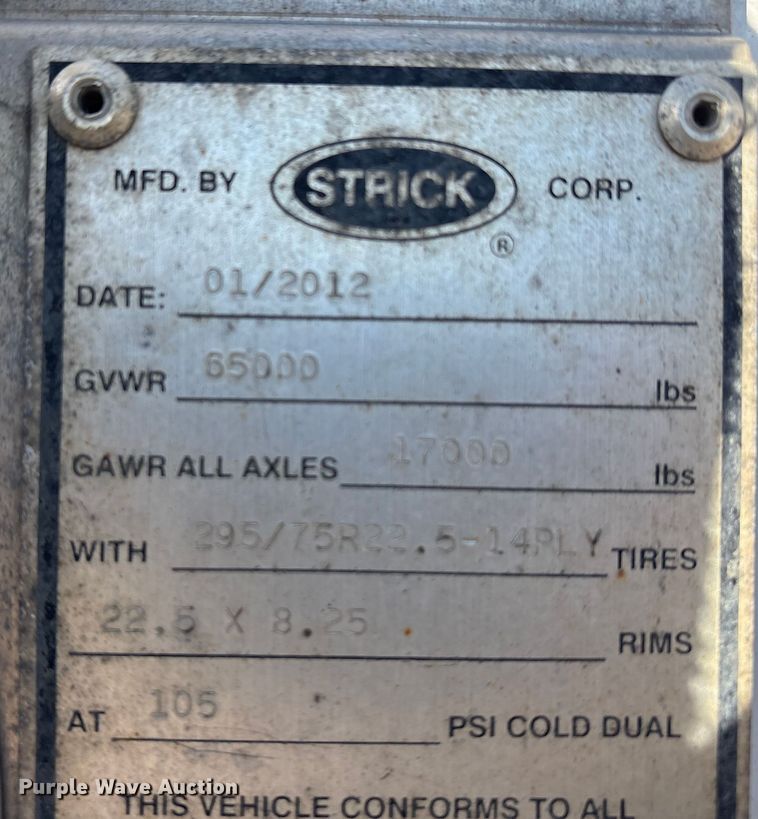 MFD. BY STRICK CORP.
®
DATE: 01/2012
GVWR 65000 lbs
GAWR ALL AXLES 17000 lbs
WITH 295/75R22.5-14PLY TIRES
22.5 X 8.25 RIMS
AT 105 PSI COLD DUAL
Purple Wave Auction
THIS VEHICLE CONFORMS TO ALL